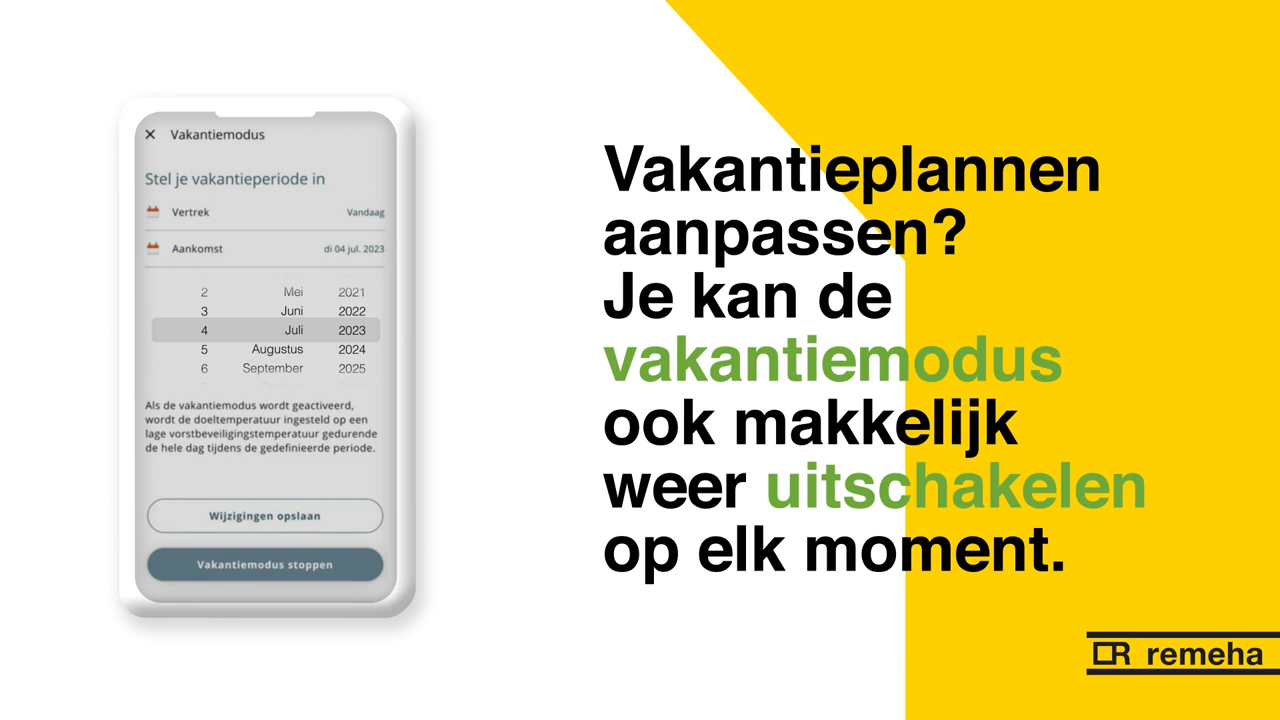 Vakantiemodus
Stel je vakantieperiode in
Vertrek Vandaag
Aankomst di 04 jul. 2023
2 Mei 2021
3 Juni 2022
4 Juli 2023
5 Augustus 2024
6 September 2025
Als de vakantiemodus wordt geactiveerd,
wordt de doeltemperatuur ingesteld op een
lage vorstbeveiligingstemperatuur gedurende
de hele dag tijdens de gedefinieerde periode.
Wijzigingen opslaan
Vakantiemodus stoppen
Vakantieplannen
aanpassen?
Je kan de
vakantiemodus
ook makkelijk
weer uitschakelen
op elk moment.
remeha